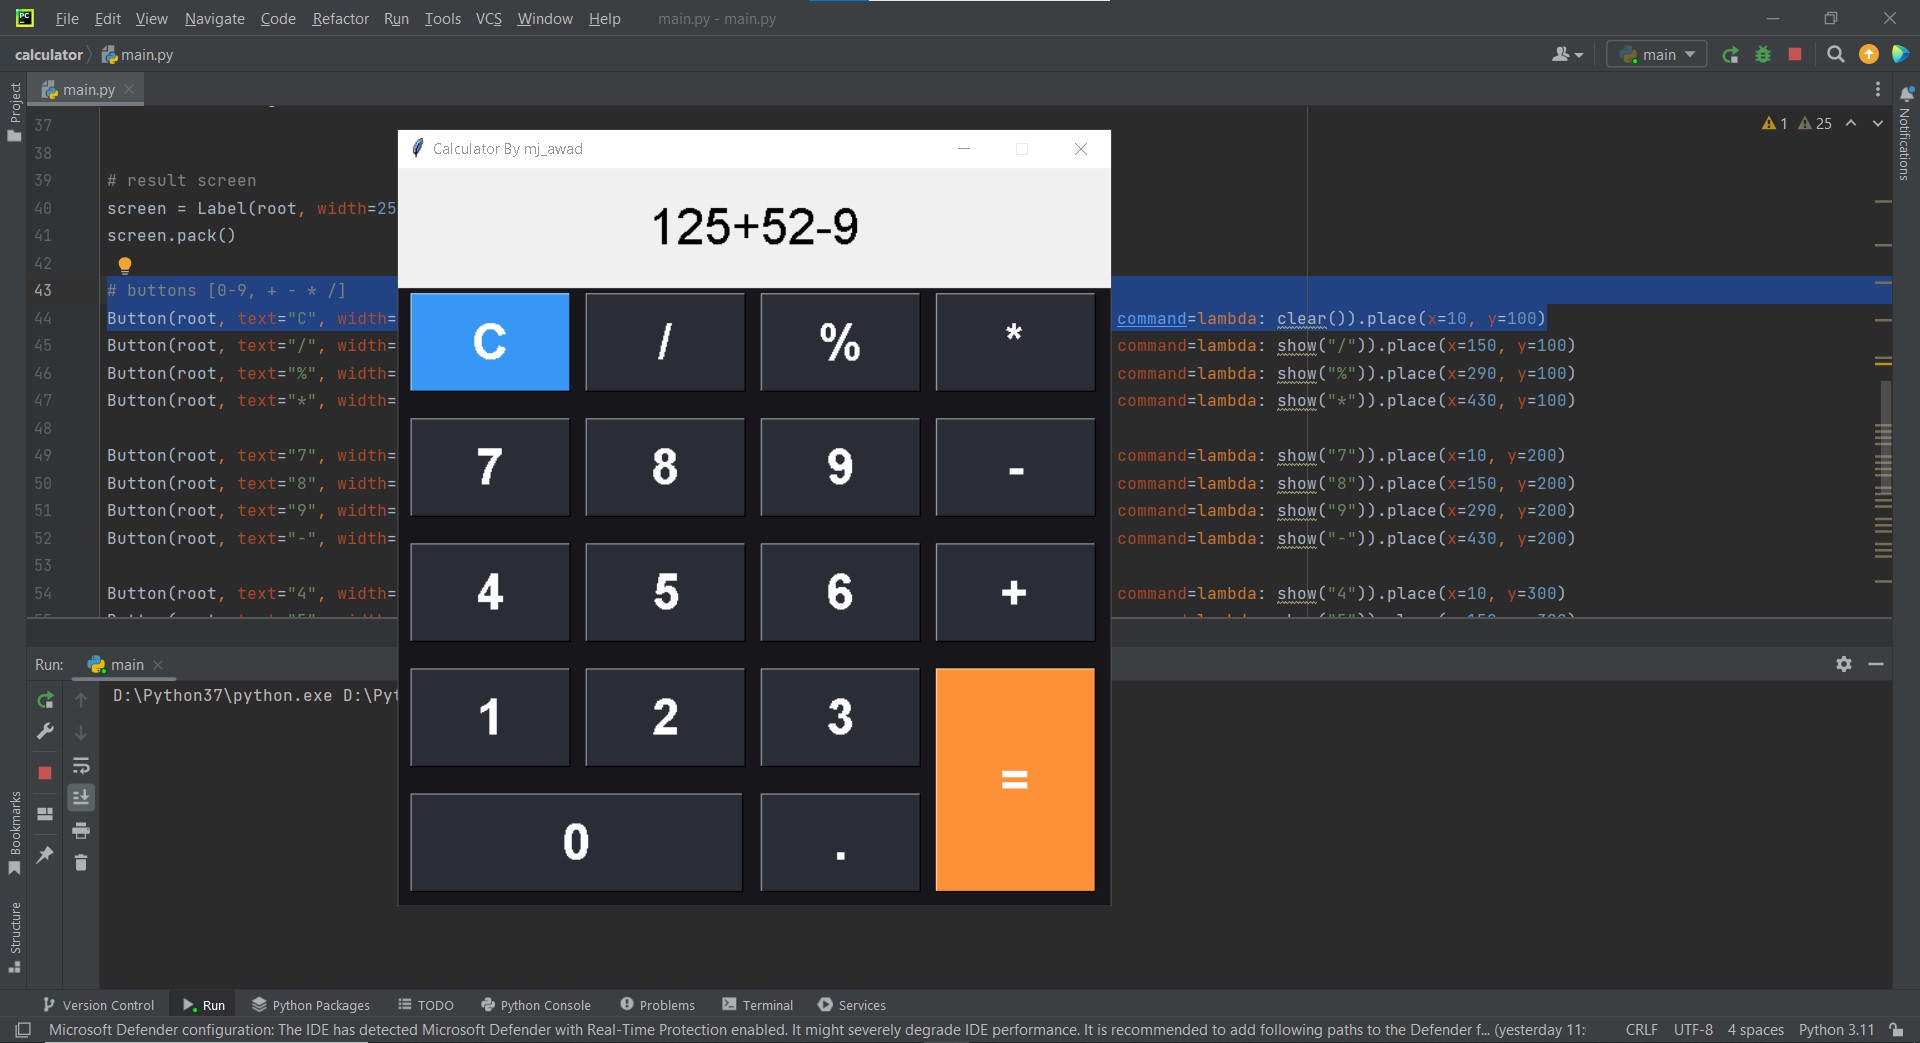 File Edit View Navigate Code Refactor Run Tools VCS Window Help main.py - main.py
calculator main.py
main
Project
main.py
Notifications
1 25
37
38
39 # result screen
40 screen = Label(root, width=25
41 screen.pack()
42
43 # buttons [0-9, + - * /]
44 Button(root, text="C", width= command=lambda: clear()).place(x=10, y=100)
45 Button(root, text="/", width= command=lambda: show("/")).place(x=150, y=100)
46 Button(root, text="%", width= command=lambda: show("%")).place(x=290, y=100)
47 Button(root, text="*", width= command=lambda: show("*")).place(x=430, y=100)
48
49 Button(root, text="7", width= command=lambda: show("7")).place(x=10, y=200)
50 Button(root, text="8", width= command=lambda: show("8")).place(x=150, y=200)
51 Button(root, text="9", width= command=lambda: show("9")).place(x=290, y=200)
52 Button(root, text="-", width= command=lambda: show("-")).place(x=430, y=200)
53
54 Button(root, text="4", width= command=lambda: show("4")).place(x=10, y=300)
Calculator By mj_awad
125+52-9
C / % *
7 8 9 -
4 5 6 +
1 2 3 =
0 .
Run: main
D:\Python37\python.exe D:\Pyt
Bookmarks
Structure
Version Control Run Python Packages TODO Python Console Problems Terminal Services
Microsoft Defender configuration: The IDE has detected Microsoft Defender with Real-Time Protection enabled. It might severely degrade IDE performance. It is recommended to add following paths to the Defender f... (yesterday 11: CRLF UTF-8 4 spaces Python 3.11